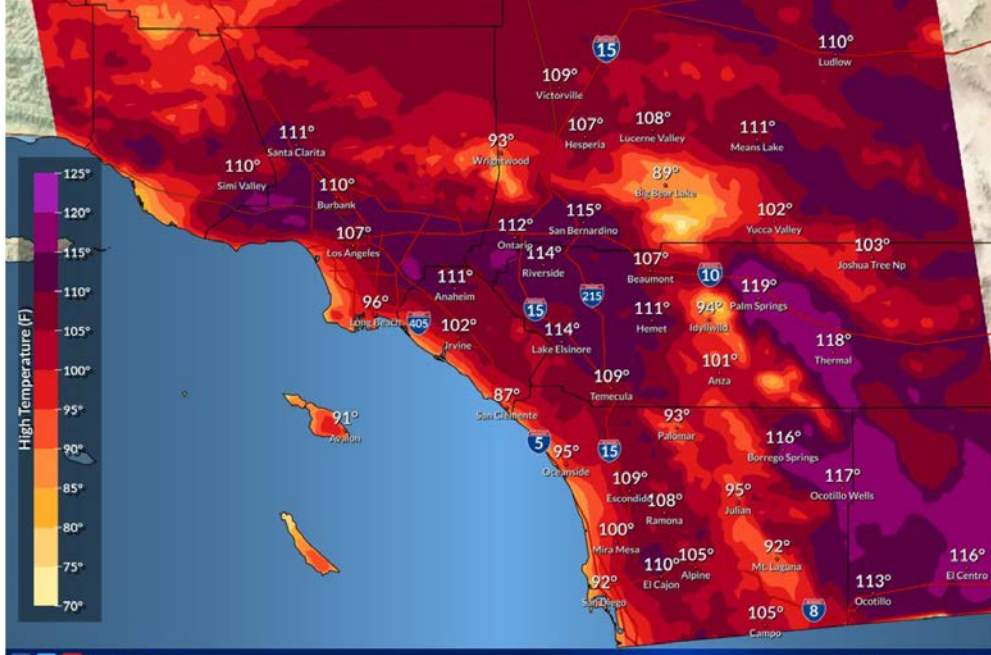 15
110°
Ludlow
109°
Victorville
108°
Lucerne Valley
107°
Hesperia
111°
Means Lake
111°
Santa Clarita
93°
Wrightwood
110°
Simi Valley
110°
Burbank
89°
Big Bear Lake
102°
Yucca Valley
115°
San Bernardino
112°
Ontario
107°
Los Angeles
114°
Riverside
107°
Beaumont
103°
Joshua Tree Np
10
119°
Palm Springs
111°
Anaheim
96°
Long Beach
405
15
215
111°
Hemet
94°
Idyllwild
102°
Irvine
114°
Lake Elsinore
118°
Thermal
101°
Anza
109°
Temecula
87°
San Clemente
91°
Avalon
93°
Palomar
5
15
116°
Borrego Springs
95°
Oceanside
117°
Ocotillo Wells
109°
Escondido
108°
Ramona
95°
Julian
100°
Mira Mesa
92°
Mt. Laguna
105°
Alpine
110°
El Cajon
116°
El Centro
113°
Ocotillo
92°
San Diego
8
105°
Campo
High Temperature (F)
125°
120°
115°
110°
105°
100°
95°
90°
85°
80°
75°
70°